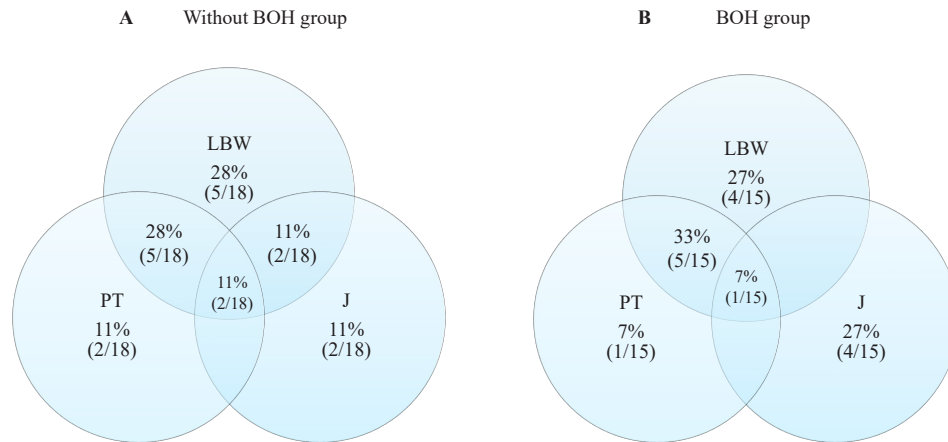 A Without BOH group
LBW
28%
(5/18)
28%
(5/18)
11%
(2/18)
11%
(2/18)
PT
11%
(2/18)
J
11%
(2/18)
B BOH group
LBW
27%
(4/15)
33%
(5/15)
7%
(1/15)
PT
7%
(1/15)
J
27%
(4/15)